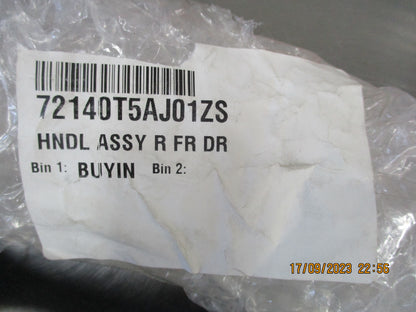 72140T5AJ01ZS
HNDL ASSY R FR DR
Bin 1: BUYIN Bin 2:
17/09/2023 22:56